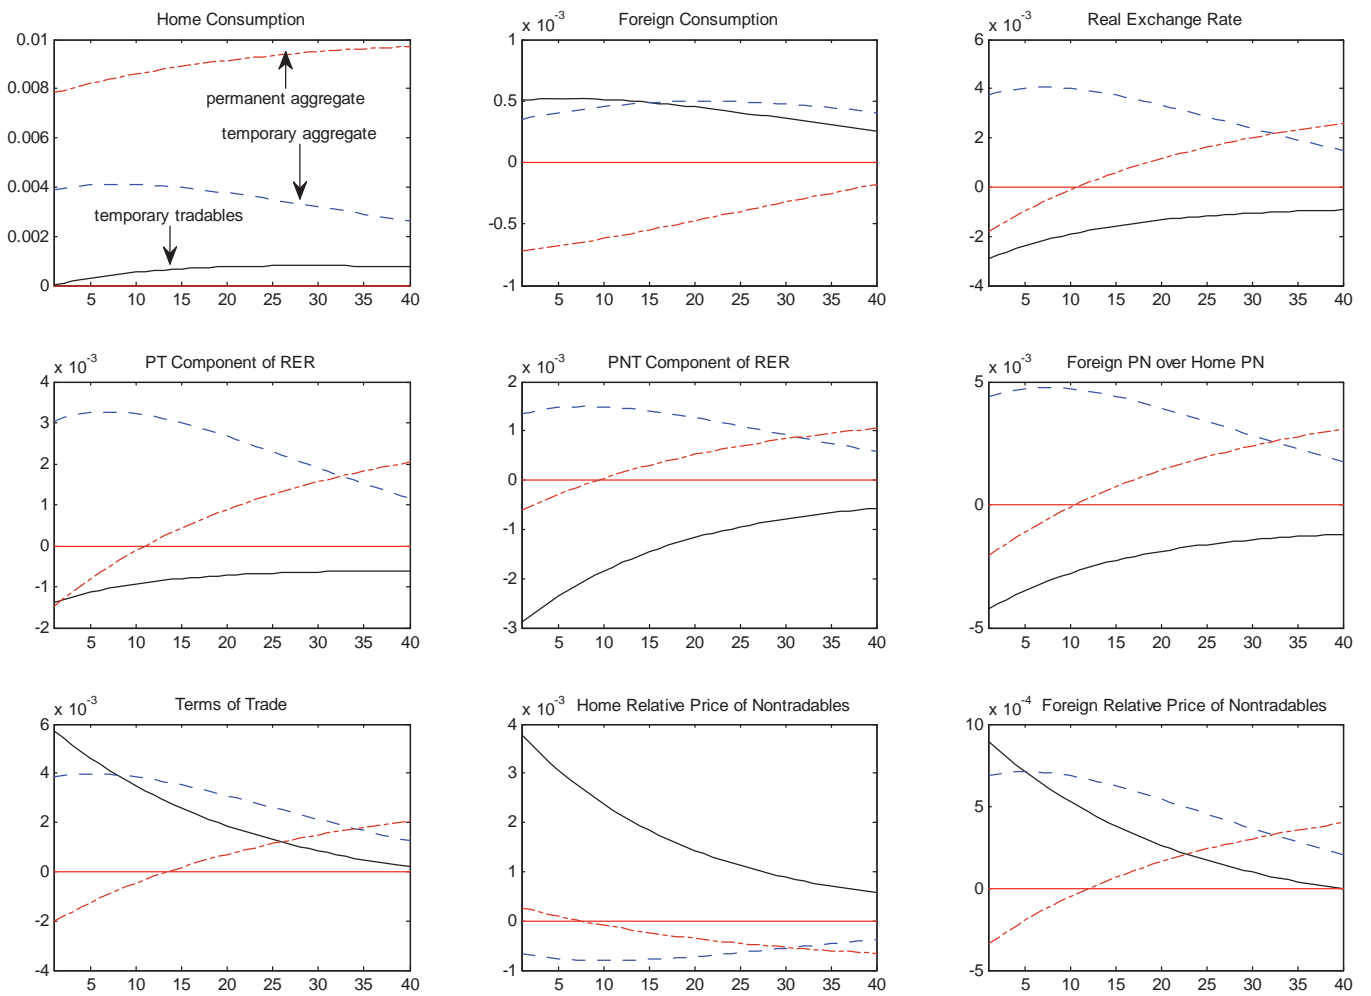 Home Consumption
0.01
0.008
0.006
0.004
0.002
0
permanent aggregate
temporary aggregate
temporary tradables
5 10 15 20 25 30 35 40
x 10-3 Foreign Consumption
1
0.5
0
-0.5
-1
5 10 15 20 25 30 35 40
x 10-3 Real Exchange Rate
6
4
2
0
-2
-4
5 10 15 20 25 30 35 40
x 10-3 PT Component of RER
4
3
2
1
0
-1
-2
5 10 15 20 25 30 35 40
x 10-3 PNT Component of RER
2
1
0
-1
-2
-3
5 10 15 20 25 30 35 40
x 10-3 Foreign PN over Home PN
5
0
-5
5 10 15 20 25 30 35 40
x 10-3 Terms of Trade
6
4
2
0
-2
-4
5 10 15 20 25 30 35 40
x 10-3 Home Relative Price of Nontradables
4
3
2
1
0
-1
5 10 15 20 25 30 35 40
x 10-4 Foreign Relative Price of Nontradables
10
5
0
-5
5 10 15 20 25 30 35 40